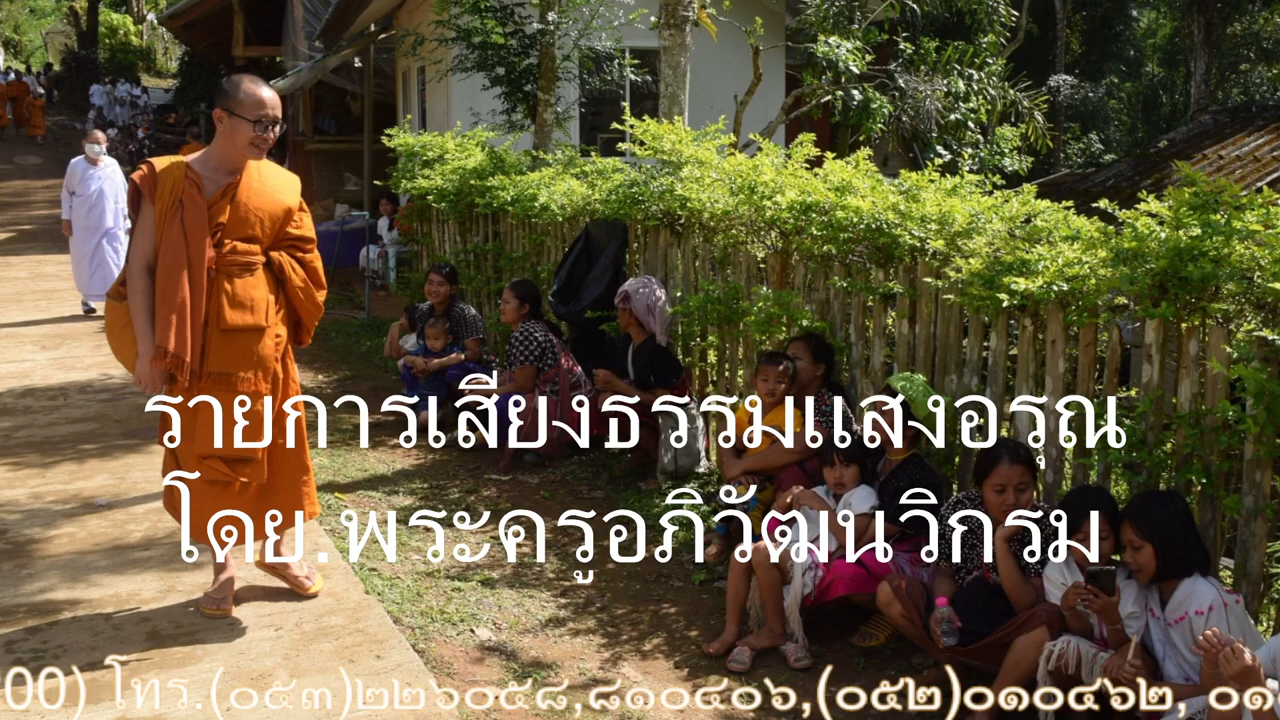 รายการเสียงธรรมแสงอรุณ
โดย.พระครูอภิวัฒนวิกรม
00) โทร.(๐๕๓)๒๒๖๐๕๘,๘๑๐๔๐๖,(๐๕๒)๐๑๐๔๖๒, ๐๑